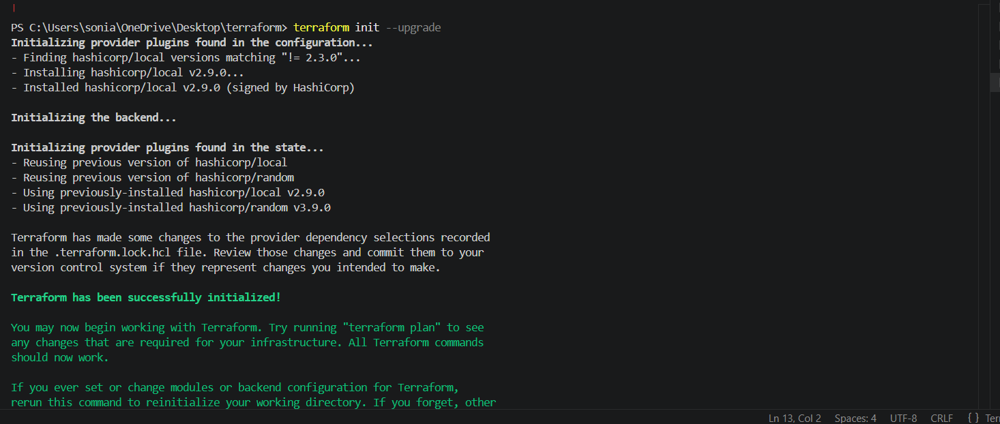 PS C:\Users\sonia\OneDrive\Desktop\terraform> terraform init --upgrade
Initializing provider plugins found in the configuration...
- Finding hashicorp/local versions matching "!= 2.3.0"...
- Installing hashicorp/local v2.9.0...
- Installed hashicorp/local v2.9.0 (signed by HashiCorp)
Initializing the backend...
Initializing provider plugins found in the state...
- Reusing previous version of hashicorp/local
- Reusing previous version of hashicorp/random
- Using previously-installed hashicorp/local v2.9.0
- Using previously-installed hashicorp/random v3.9.0
Terraform has made some changes to the provider dependency selections recorded
in the .terraform.lock.hcl file. Review those changes and commit them to your
version control system if they represent changes you intended to make.
Terraform has been successfully initialized!
You may now begin working with Terraform. Try running "terraform plan" to see
any changes that are required for your infrastructure. All Terraform commands
should now work.
If you ever set or change modules or backend configuration for Terraform,
rerun this command to reinitialize your working directory. If you forget, other
Ln 13, Col 2 Spaces: 4 UTF-8 CRLF {} Ter